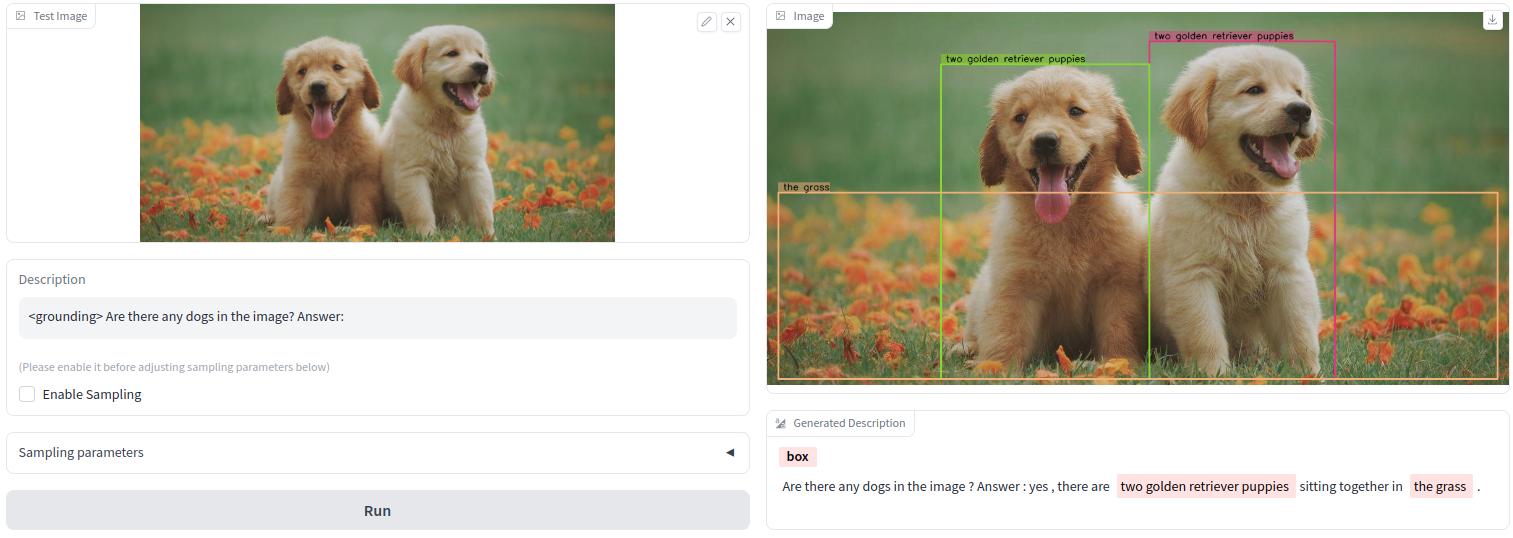 Test Image
Description
<grounding> Are there any dogs in the image? Answer:
(Please enable it before adjusting sampling parameters below)
Enable Sampling
Sampling parameters
Run
Image
two golden retriever puppies
two golden retriever puppies
the grass
Generated Description
box
Are there any dogs in the image ? Answer : yes , there are two golden retriever puppies sitting together in the grass .